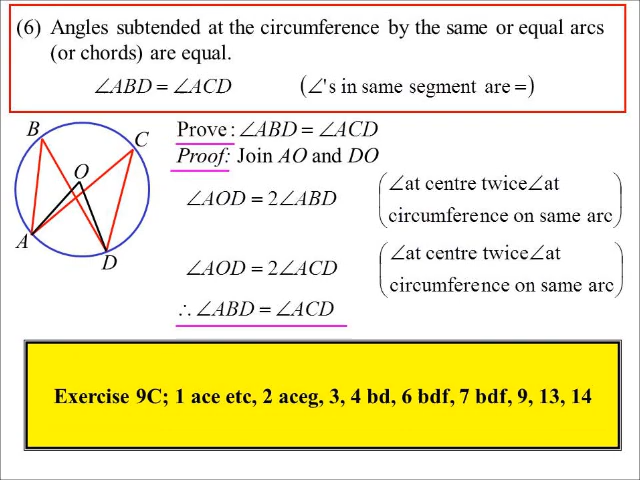 (6) Angles subtended at the circumference by the same or equal arcs
(or chords) are equal.
∠ABD = ∠ACD (∠'s in same segment are =)
B
C
O
A
D
Prove: ∠ABD = ∠ACD
Proof: Join AO and DO
∠AOD = 2∠ABD (∠at centre twice∠at
circumference on same arc)
∠AOD = 2∠ACD (∠at centre twice∠at
circumference on same arc)
∴ ∠ABD = ∠ACD
Exercise 9C; 1 ace etc, 2 aceg, 3, 4 bd, 6 bdf, 7 bdf, 9, 13, 14